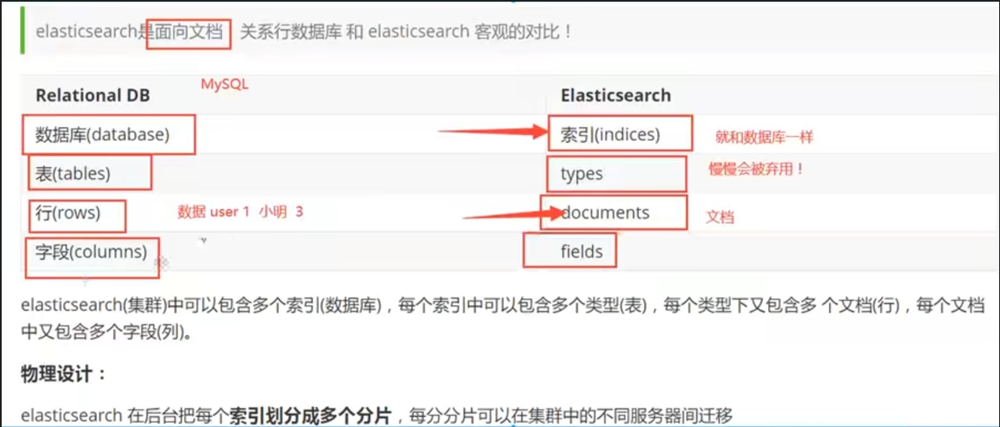 elasticsearch是面向文档 关系行数据库 和 elasticsearch 客观的对比！
MySQL
Relational DB Elasticsearch
数据库(database) 索引(indices) 就和数据库一样
表(tables) types 慢慢会被弃用！
行(rows) 数据 user 1 小明 3 documents 文档
字段(columns) fields
elasticsearch(集群)中可以包含多个索引(数据库)，每个索引中可以包含多个类型(表)，每个类型下又包含多 个文档(行)，每个文档
中又包含多个字段(列)。
物理设计：
elasticsearch 在后台把每个索引划分成多个分片，每分分片可以在集群中的不同服务器间迁移